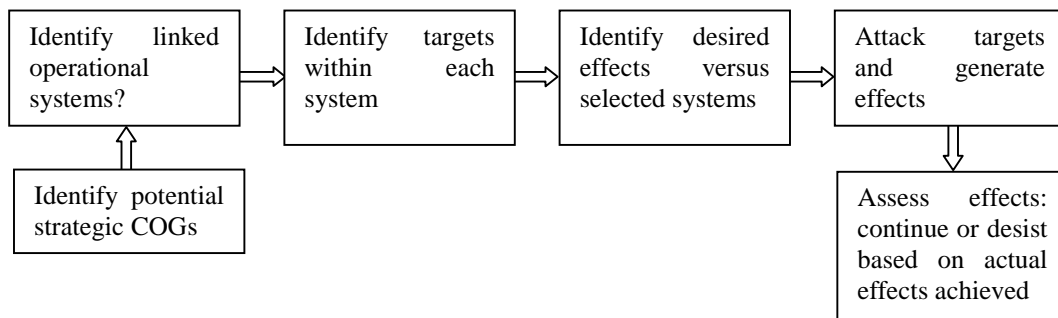 Identify linked
operational
systems?
Identify targets
within each
system
Identify desired
effects versus
selected systems
Attack targets
and generate
effects
Identify potential
strategic COGs
Assess effects:
continue or desist
based on actual
effects achieved